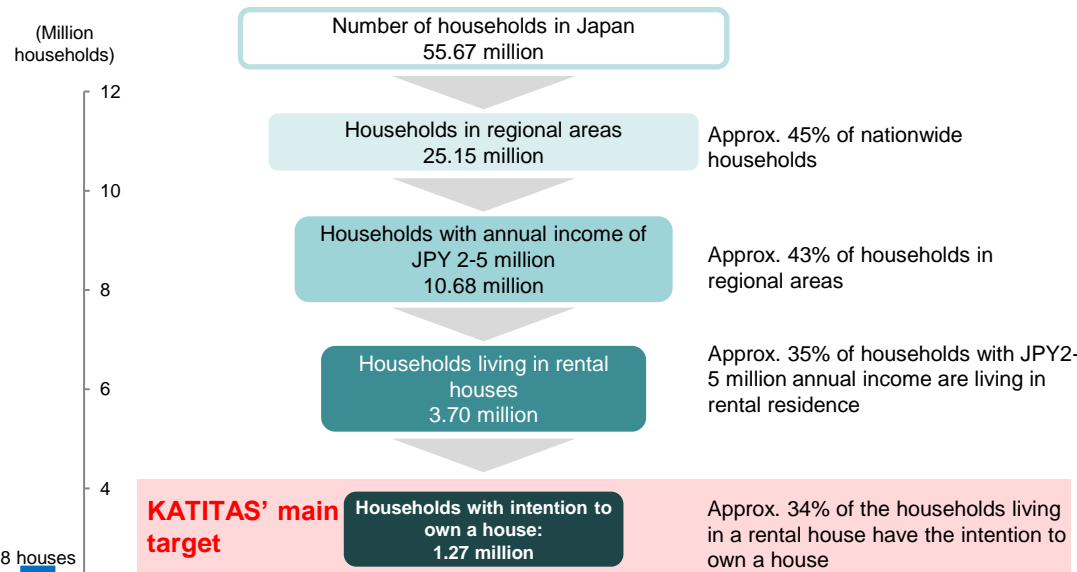 (Million
households)
Number of households in Japan
55.67 million
12
Households in regional areas
25.15 million
Approx. 45% of nationwide
households
10
Households with annual income of
JPY 2-5 million
10.68 million
Approx. 43% of households in
regional areas
8
Households living in rental
houses
3.70 million
Approx. 35% of households with JPY2-
5 million annual income are living in
rental residence
6
4
KATITAS’ main
target
Households with intention to
own a house:
1.27 million
Approx. 34% of the households living
in a rental house have the intention to
own a house
8 houses